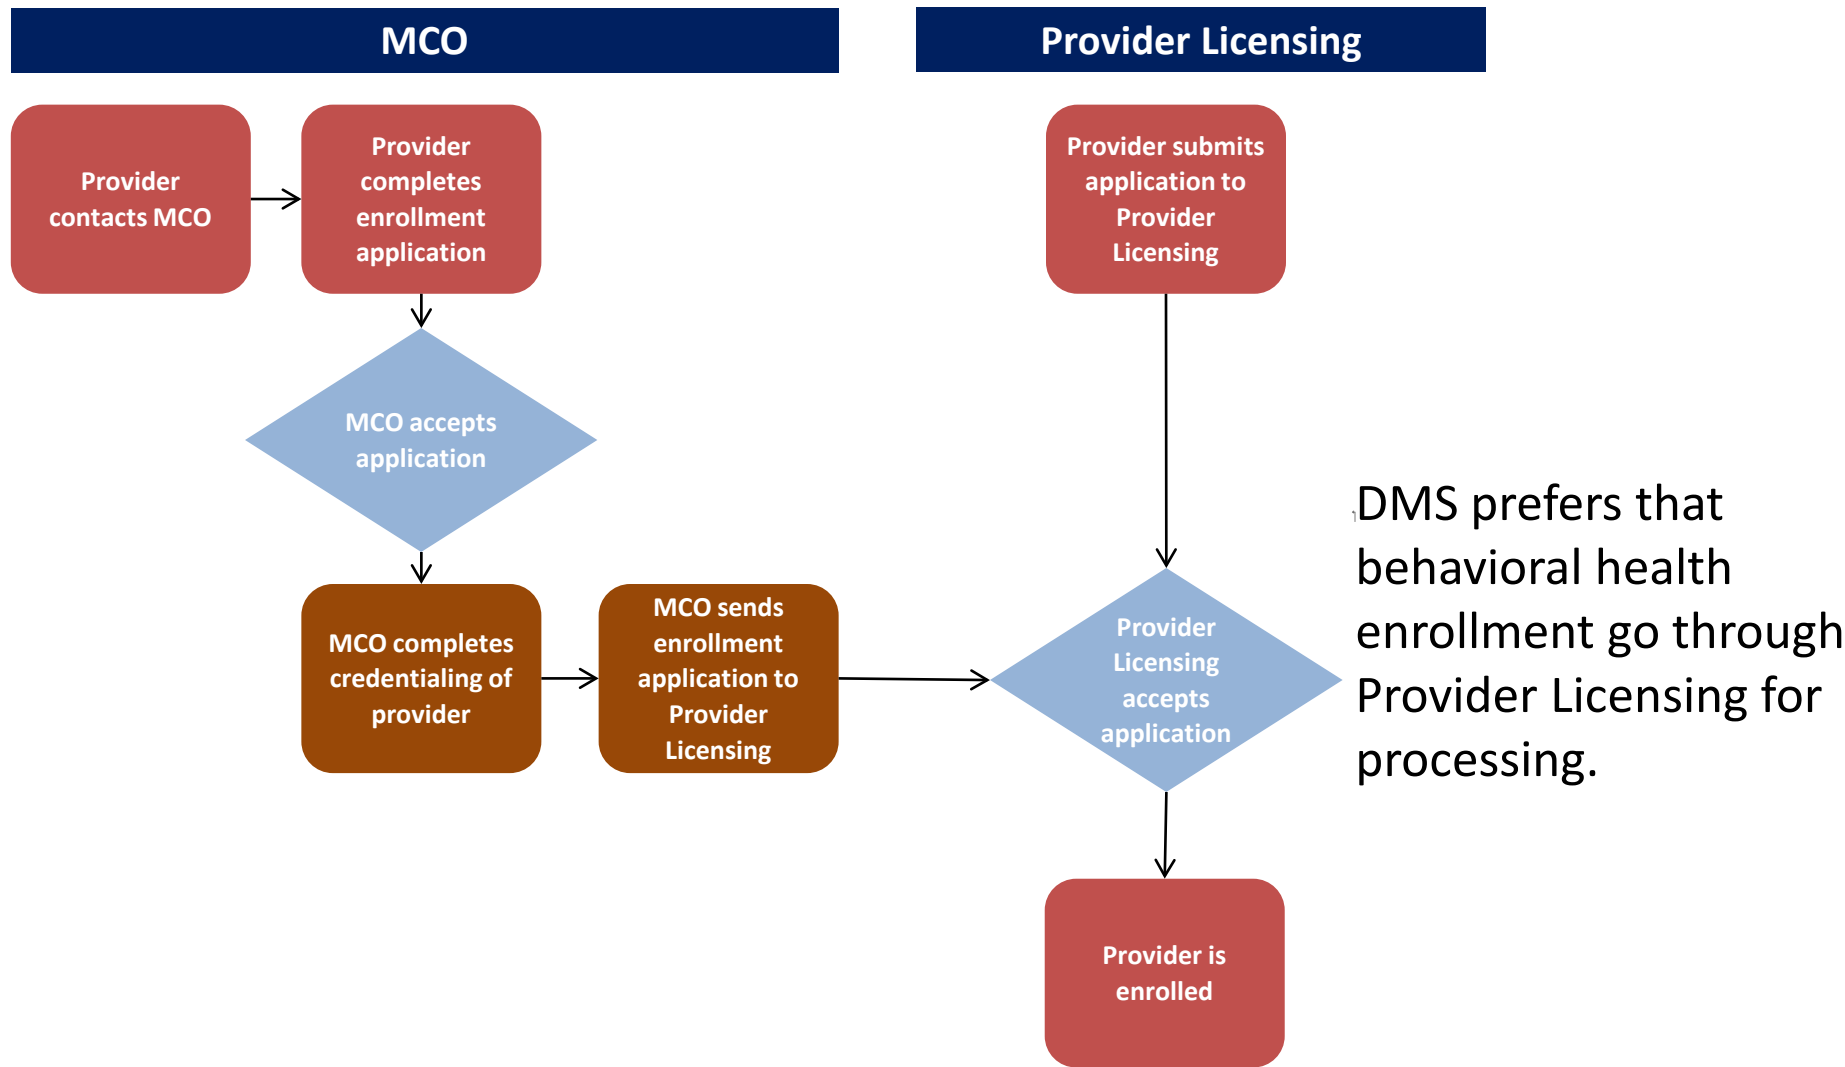 MCO
Provider Licensing
Provider
contacts MCO
Provider
completes
enrollment
application
Provider submits
application to
Provider
Licensing
MCO accepts
application
MCO completes
credentialing of
provider
MCO sends
enrollment
application to
Provider
Licensing
Provider
Licensing
accepts
application
DMS prefers that
behavioral health
enrollment go through
Provider Licensing for
processing.
Provider is
enrolled